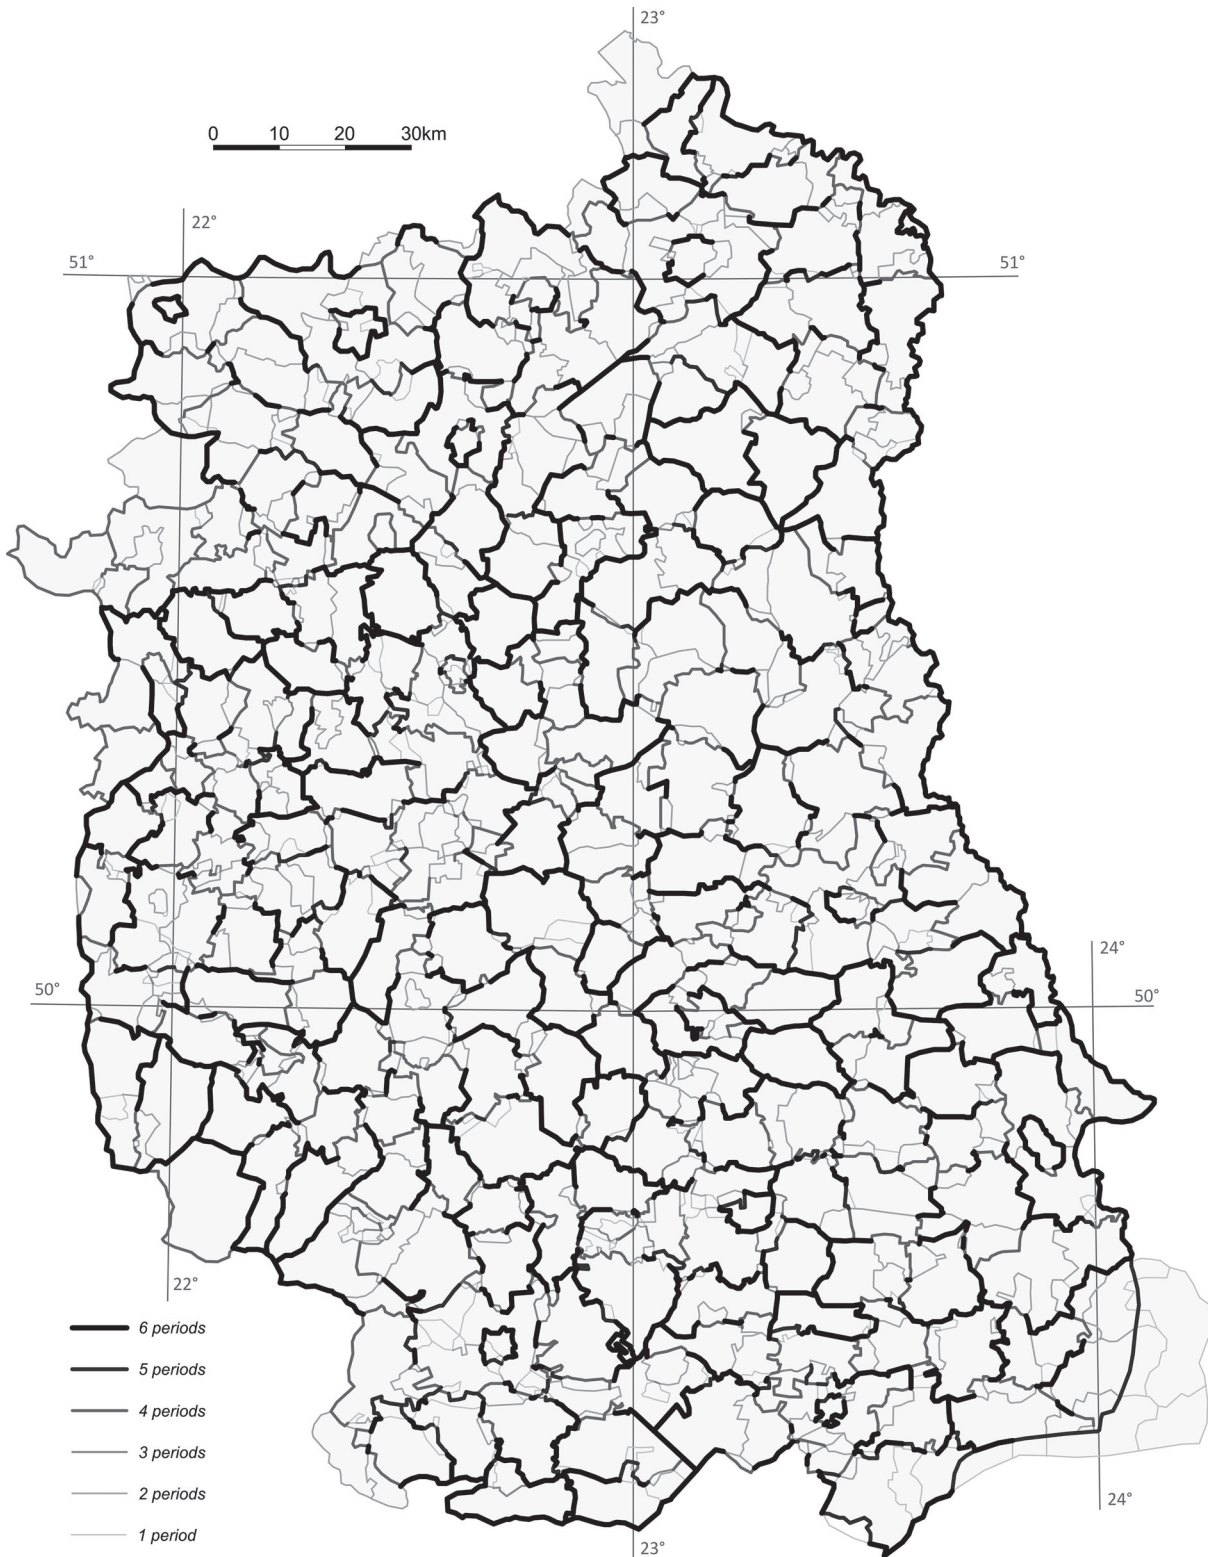 23°
0 10 20 30km
22°
51° 51°
24°
50° 50°
22°
6 periods
5 periods
4 periods
3 periods
2 periods
1 period
24°
23°